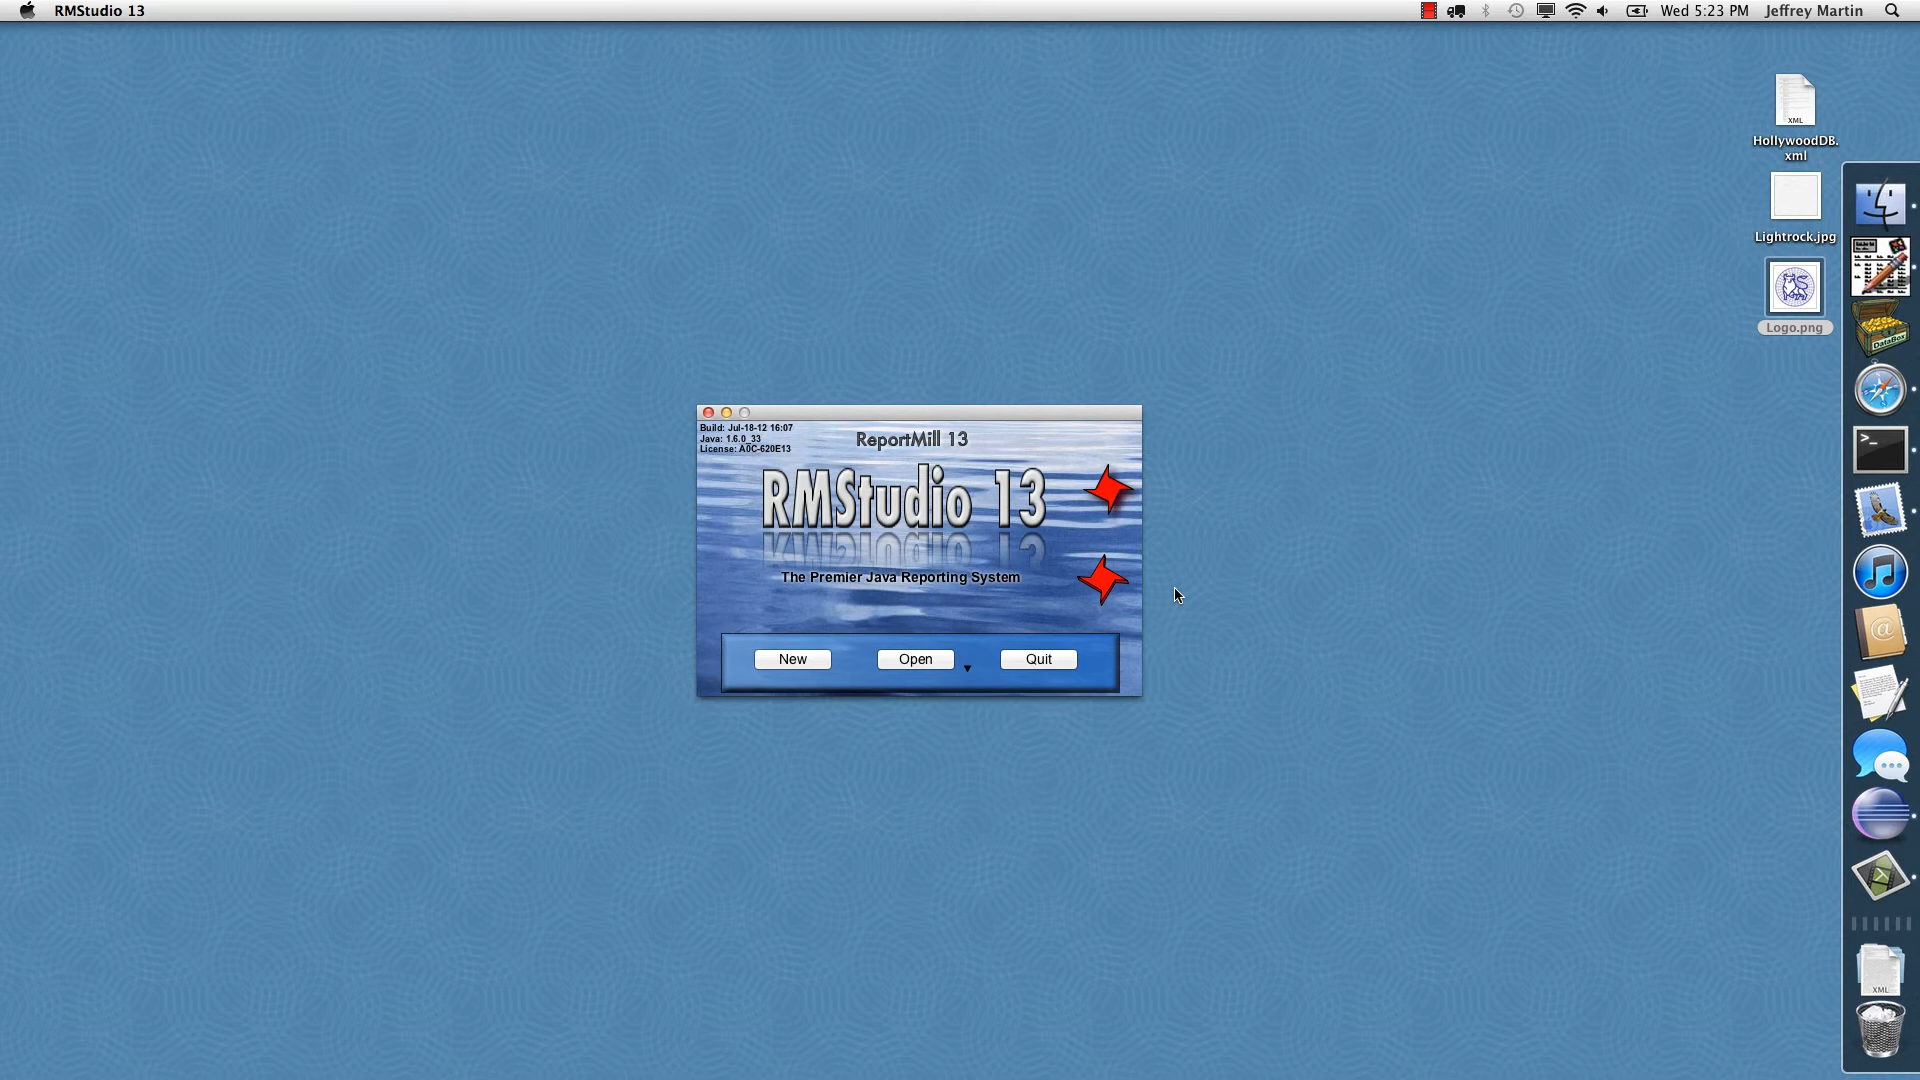 RMStudio 13
Wed 5:23 PM Jeffrey Martin
XML
HollywoodDB.
xml
Lightrock.jpg
Logo.png
DataBox
Build: Jul-18-12 16:07
Java: 1.6.0_33
License: A0C-620E13
ReportMill 13
RMStudio 13
The Premier Java Reporting System
New Open Quit
XML